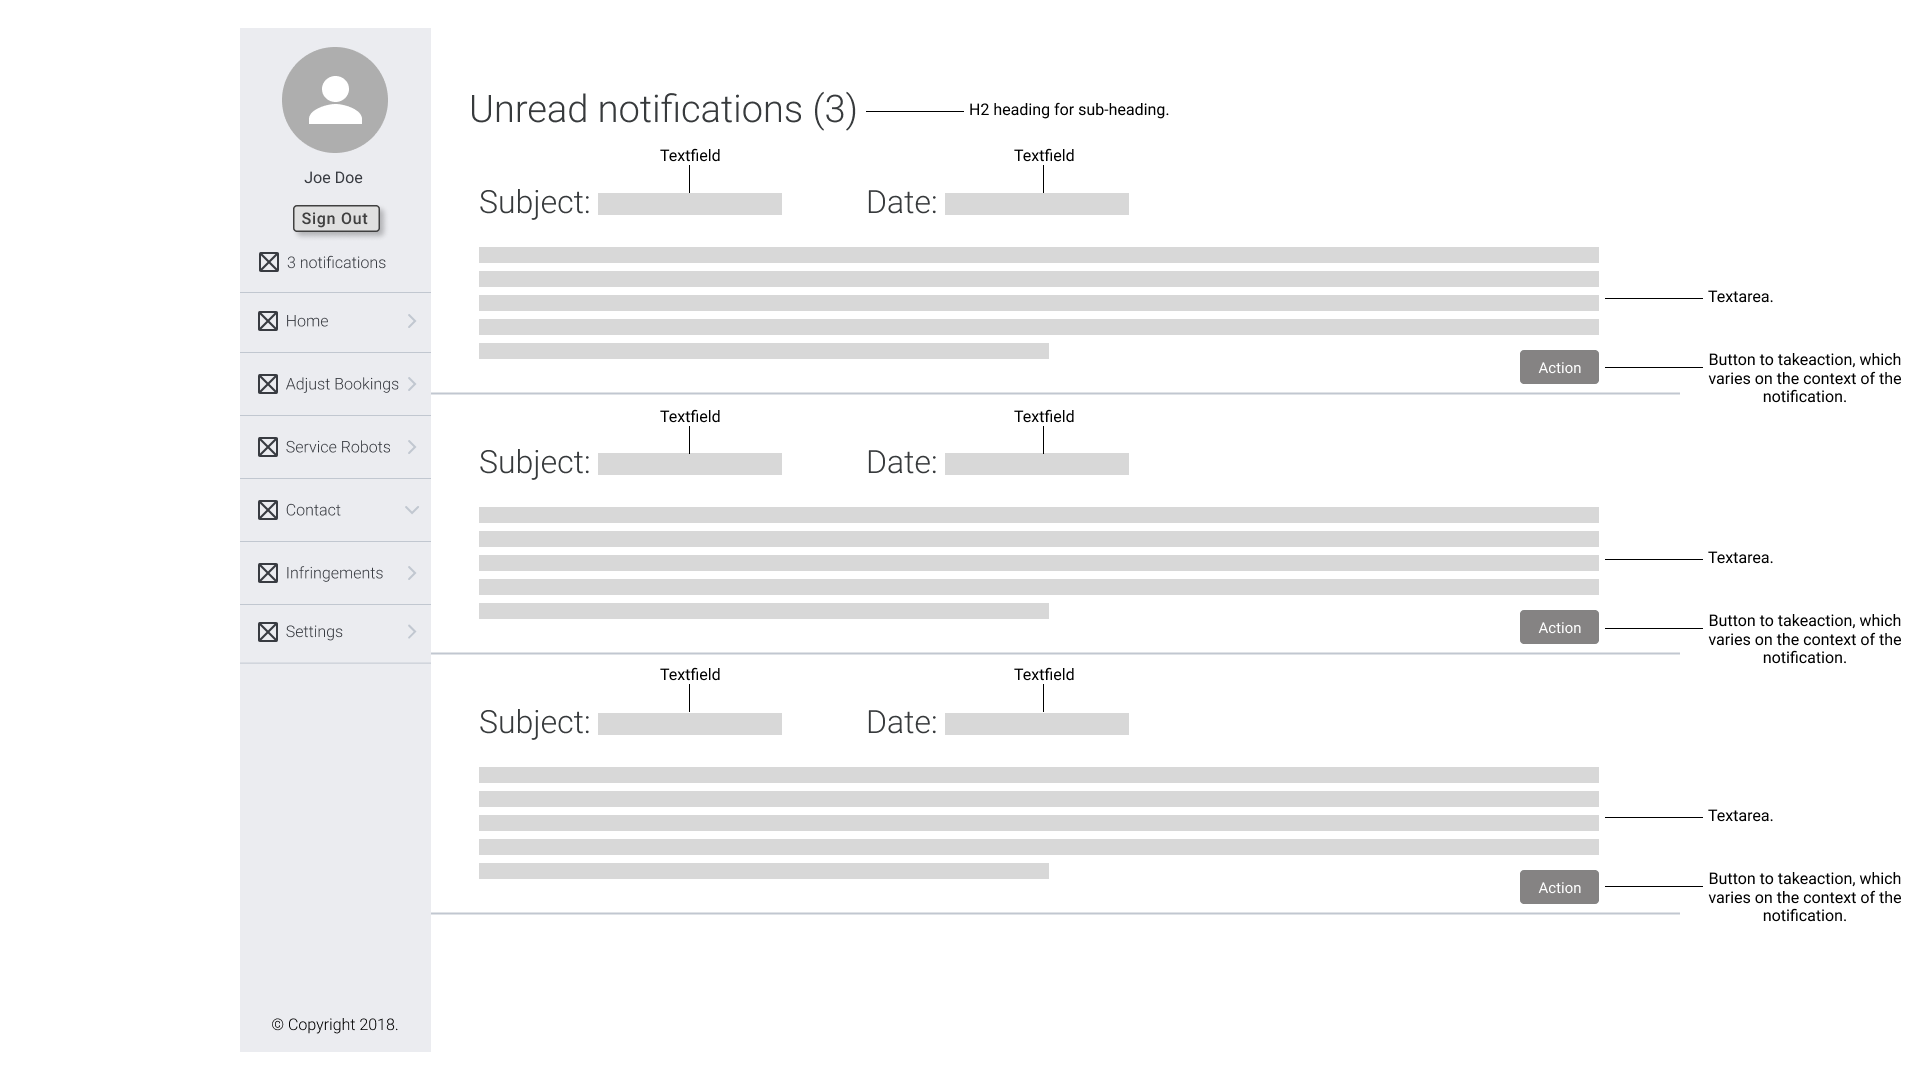 Joe Doe
Sign Out
3 notifications
Home
Adjust Bookings
Service Robots
Contact
Infringements
Settings
© Copyright 2018.
Unread notifications (3)
H2 heading for sub-heading.
Textfield
Textfield
Subject:
Date:
Textarea.
Action
Button to takeaction, which
varies on the context of the
notification.
Textfield
Textfield
Subject:
Date:
Textarea.
Action
Button to takeaction, which
varies on the context of the
notification.
Textfield
Textfield
Subject:
Date:
Textarea.
Action
Button to takeaction, which
varies on the context of the
notification.